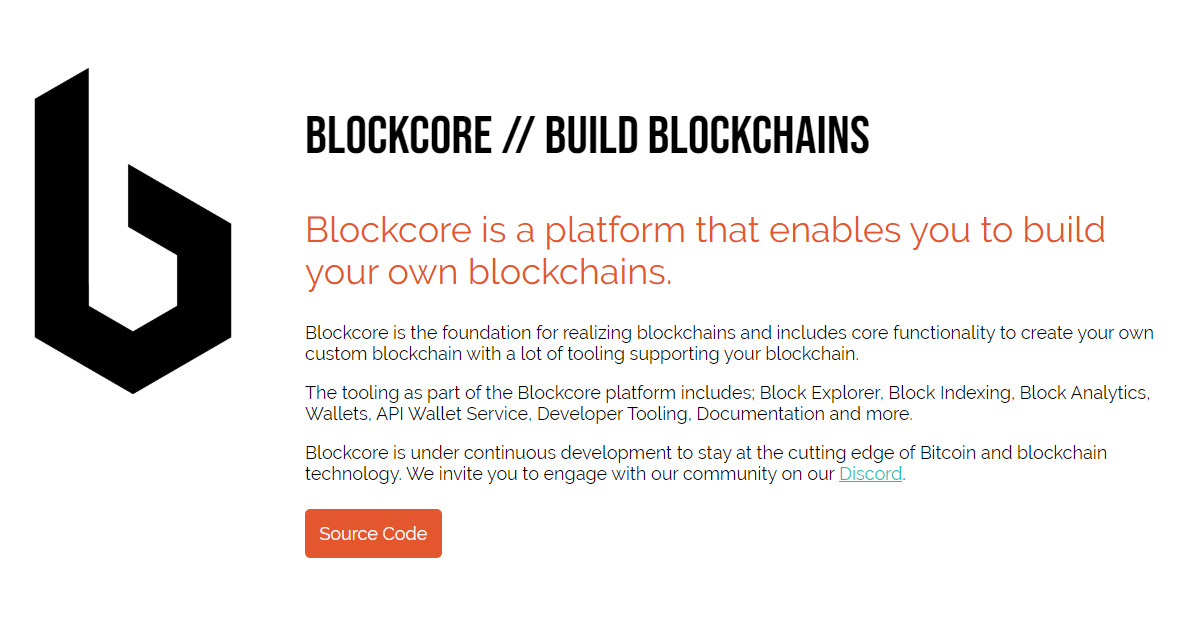 BLOCKCORE // BUILD BLOCKCHAINS
Blockcore is a platform that enables you to build
your own blockchains.
Blockcore is the foundation for realizing blockchains and includes core functionality to create your own
custom blockchain with a lot of tooling supporting your blockchain.
The tooling as part of the Blockcore platform includes; Block Explorer, Block Indexing, Block Analytics,
Wallets, API Wallet Service, Developer Tooling, Documentation and more.
Blockcore is under continuous development to stay at the cutting edge of Bitcoin and blockchain
technology. We invite you to engage with our community on our Discord.
Source Code